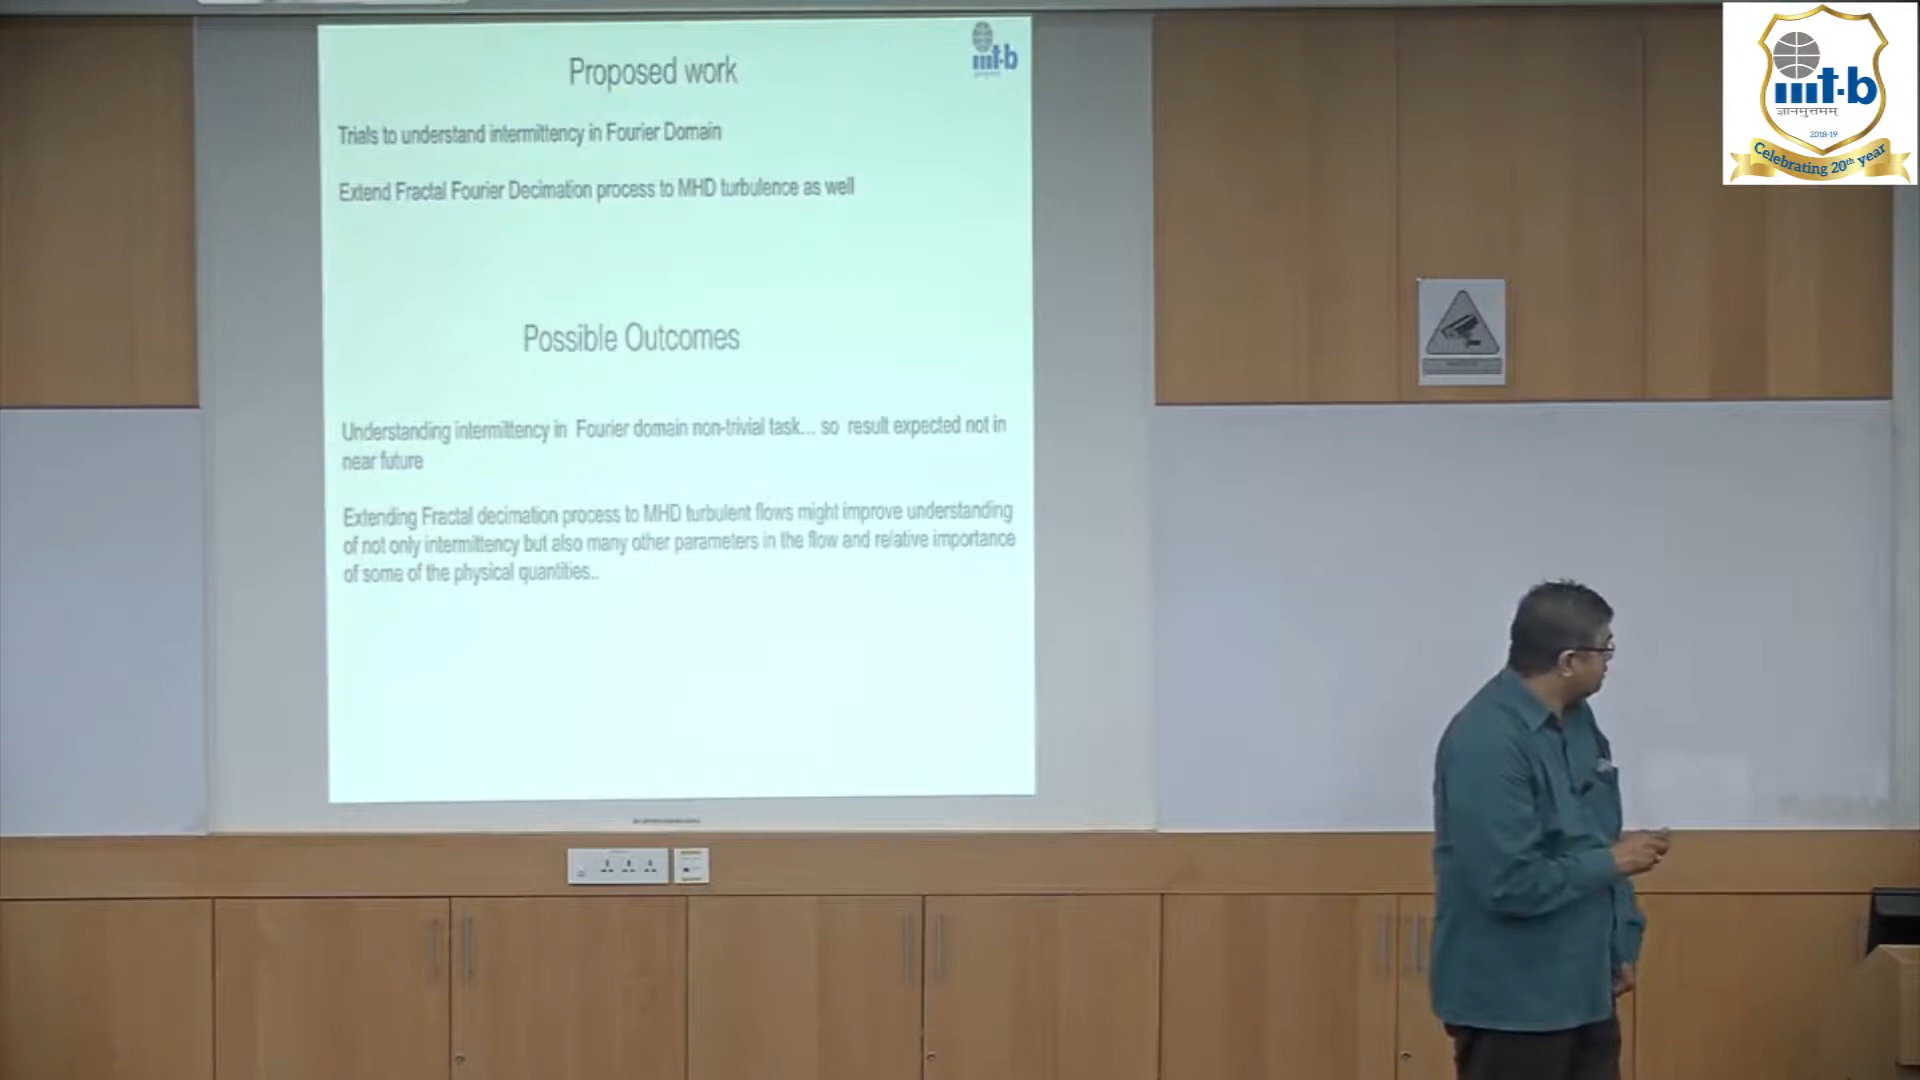 Proposed work
iiit-b
Trials to understand intermittency in Fourier Domain
Extend Fractal Fourier Decimation process to MHD turbulence as well
Possible Outcomes
Understanding intermittency in Fourier domain non-trivial task... so result expected not in
near future
Extending Fractal decimation process to MHD turbulent flows might improve understanding
of not only intermittency but also many other parameters in the flow and relative importance
of some of the physical quantities..
iiit-b
ज्ञानमुत्तमम्
2018-19
Celebrating 20th year